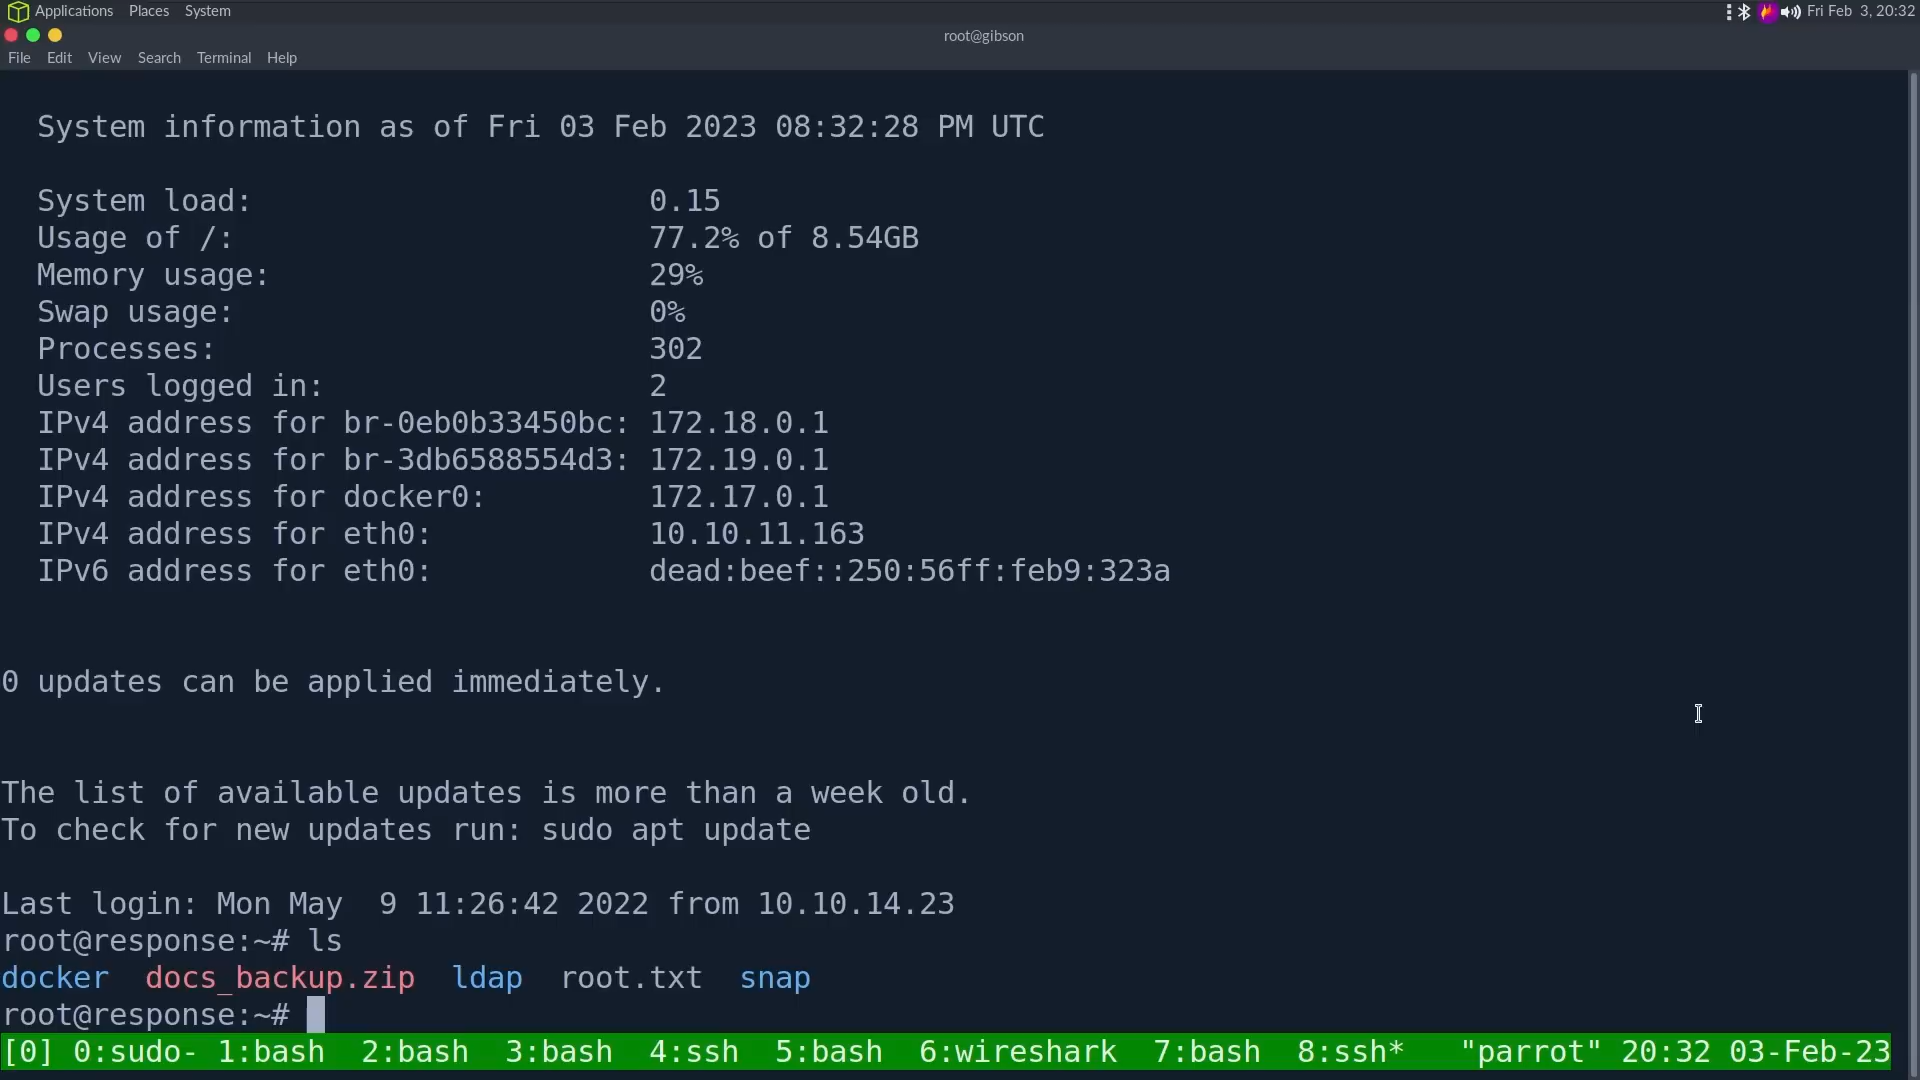 Applications Places System Fri Feb 3, 20:32
root@gibson
File Edit View Search Terminal Help
System information as of Fri 03 Feb 2023 08:32:28 PM UTC
System load: 0.15
Usage of /: 77.2% of 8.54GB
Memory usage: 29%
Swap usage: 0%
Processes: 302
Users logged in: 2
IPv4 address for br-0eb0b33450bc: 172.18.0.1
IPv4 address for br-3db6588554d3: 172.19.0.1
IPv4 address for docker0: 172.17.0.1
IPv4 address for eth0: 10.10.11.163
IPv6 address for eth0: dead:beef::250:56ff:feb9:323a
0 updates can be applied immediately.
The list of available updates is more than a week old.
To check for new updates run: sudo apt update
Last login: Mon May  9 11:26:42 2022 from 10.10.14.23
root@response:~# ls
docker  docs_backup.zip  ldap  root.txt  snap
root@response:~#
[0] 0:sudo- 1:bash  2:bash  3:bash  4:ssh  5:bash  6:wireshark  7:bash  8:ssh*   "parrot" 20:32 03-Feb-23